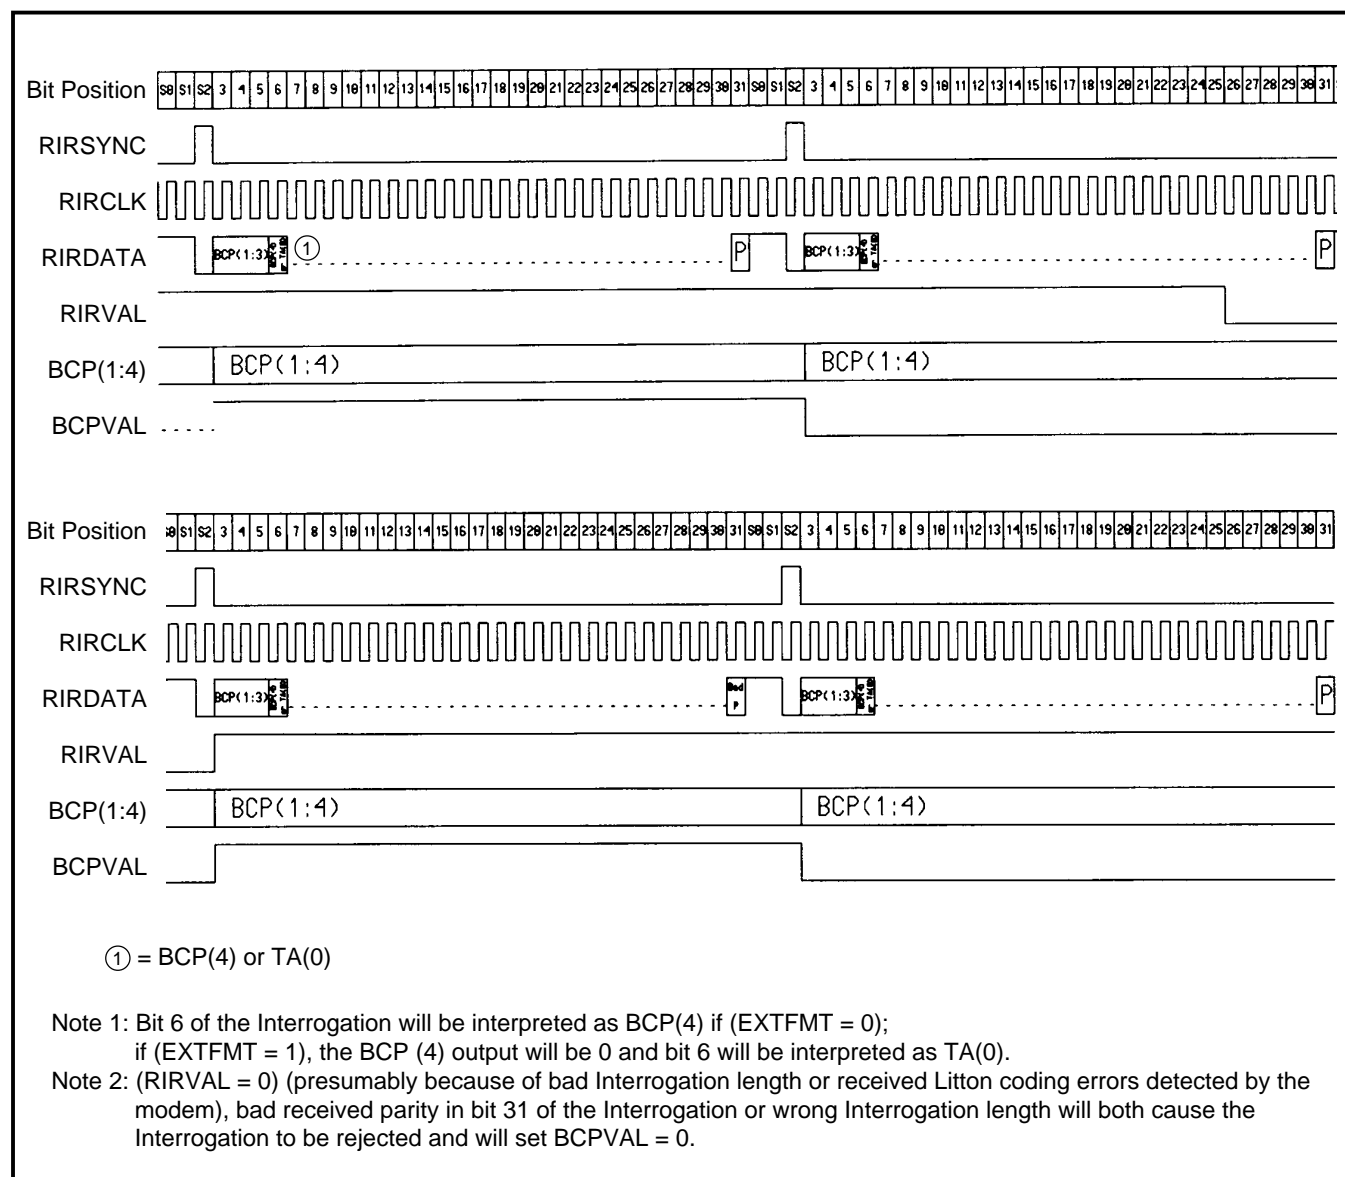 Bit Position S0 S1 S2 3 4 5 6 7 8 9 10 11 12 13 14 15 16 17 18 19 20 21 22 23 24 25 26 27 28 29 30 31 S0 S1 S2 3 4 5 6 7 8 9 10 11 12 13 14 15 16 17 18 19 20 21 22 23 24 25 26 27 28 29 30 31
RIRSYNC
RIRCLK
RIRDATA BCP(1:3) 1 P BCP(1:3) P
RIRVAL
BCP(1:4) BCP(1:4) BCP(1:4)
BCPVAL
Bit Position S0 S1 S2 3 4 5 6 7 8 9 10 11 12 13 14 15 16 17 18 19 20 21 22 23 24 25 26 27 28 29 30 31 S0 S1 S2 3 4 5 6 7 8 9 10 11 12 13 14 15 16 17 18 19 20 21 22 23 24 25 26 27 28 29 30 31
RIRSYNC
RIRCLK
RIRDATA BCP(1:3) Bad P BCP(1:3) P
RIRVAL
BCP(1:4) BCP(1:4) BCP(1:4)
BCPVAL
1 = BCP(4) or TA(0)
Note 1: Bit 6 of the Interrogation will be interpreted as BCP(4) if (EXTFMT = 0);
if (EXTFMT = 1), the BCP (4) output will be 0 and bit 6 will be interpreted as TA(0).
Note 2: (RIRVAL = 0) (presumably because of bad Interrogation length or received Litton coding errors detected by the
modem), bad received parity in bit 31 of the Interrogation or wrong Interrogation length will both cause the
Interrogation to be rejected and will set BCPVAL = 0.